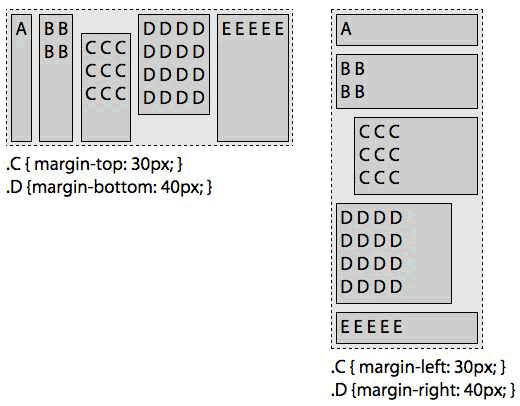 A
B B
B B
C C C
C C C
C C C
D D D D
D D D D
D D D D
D D D D
E E E E E
.C { margin-top: 30px; }
.D {margin-bottom: 40px; }
A
B B
B B
C C C
C C C
C C C
D D D D
D D D D
D D D D
D D D D
E E E E E
.C { margin-left: 30px; }
.D {margin-right: 40px; }